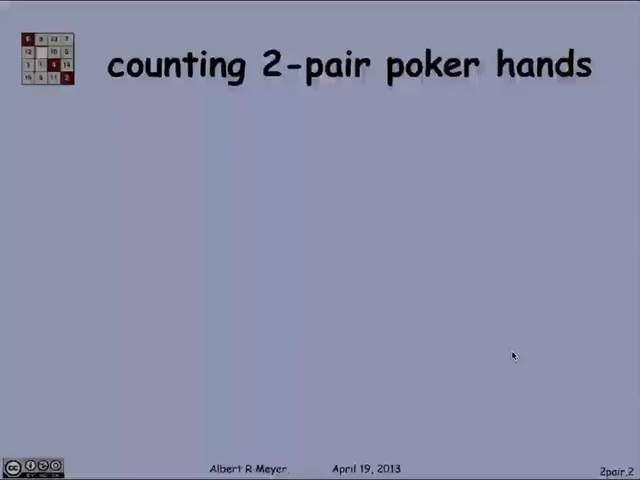 counting 2-pair poker hands
Albert R Meyer. April 19, 2013
2pair.2